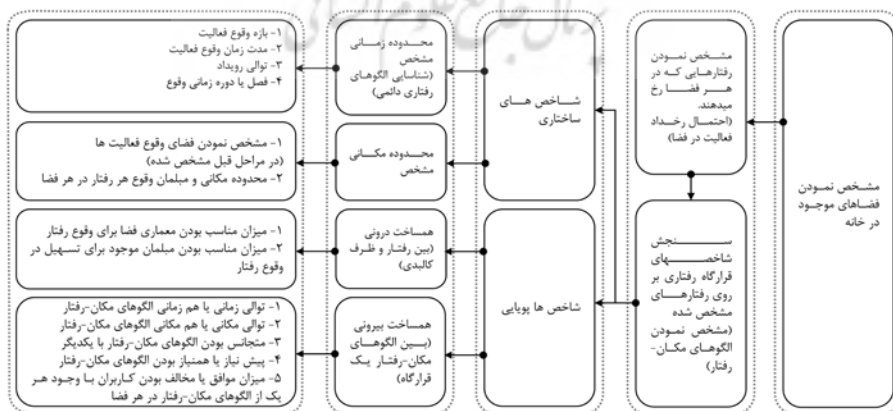 مشخص نمودن
فضاهای موجود
در خانه
مشخص نمودن
رفتارهایی که در
هر فضا رخ
میدهند.
(احتمال رخداد
فعالیت در فضا)
سنجش
شاخصهای
قرارگاه رفتاری بر
روی رفتارهای
مشخص شده
(مشخص نمودن
الگوهای مکان-
رفتار)
شاخص های
ساختاری
شاخص ها پویایی
محدوده زمانی
مشخص
(شناسایی الگوهای
رفتاری دائمی)
محدوده مکانی
مشخص
همساخت درونی
(بین رفتار و ظرف
کالبدی)
همساخت بیرونی
(بین الگوهای
مکان-رفتار یک
قرارگاه)
۱- بازه وقوع فعالیت
۲- مدت زمان وقوع فعالیت
۳- توالی رویداد
۴- فصل یا دوره زمانی وقوع
۱- مشخص نمودن فضای وقوع فعالیت ها
(در مراحل قبل مشخص شده)
۲- محدوده مکانی و مبلمان وقوع هر رفتار در هر فضا
۱- میزان مناسب بودن معماری فضا برای وقوع رفتار
۲- میزان مناسب بودن مبلمان موجود برای تسهیل در
وقوع رفتار
۱- توالی زمانی یا هم زمانی الگوهای مکان-رفتار
۲- توالی مکانی یا هم مکانی الگوهای مکان-رفتار
۳- متجانس بودن الگوهای مکان-رفتار با یکدیگر
۴- پیش نیاز یا همنیاز بودن الگوهای مکان-رفتار
۵- میزان موافق یا مخالف بودن کاربران با وجود هر
یک از الگوهای مکان-رفتار در هر فضا